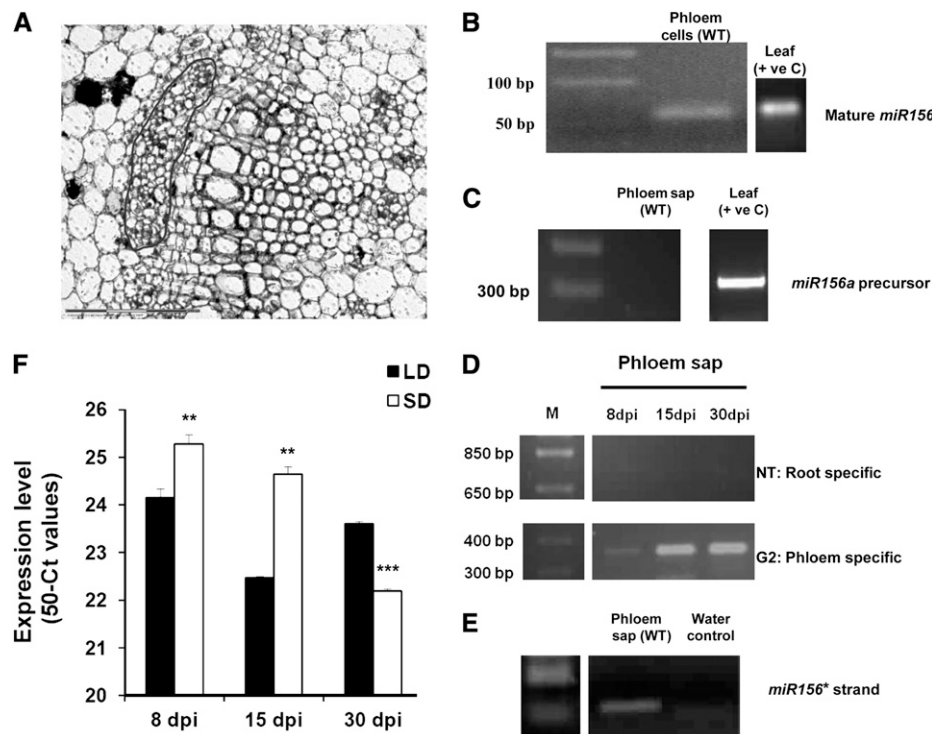 A
B
Phloem
cells (WT)
Leaf
(+ ve C)
100 bp
50 bp
Mature miR156
C
Phloem sap
(WT)
Leaf
(+ ve C)
300 bp
miR156a precursor
F
LD
SD
Expression level
(50-Ct values)
26
25
24
23
22
21
20
**
**
***
8 dpi
15 dpi
30 dpi
D
Phloem sap
M
8dpi
15dpi
30dpi
850 bp
650 bp
NT: Root specific
400 bp
300 bp
G2: Phloem specific
E
Phloem
sap (WT)
Water
control
miR156* strand